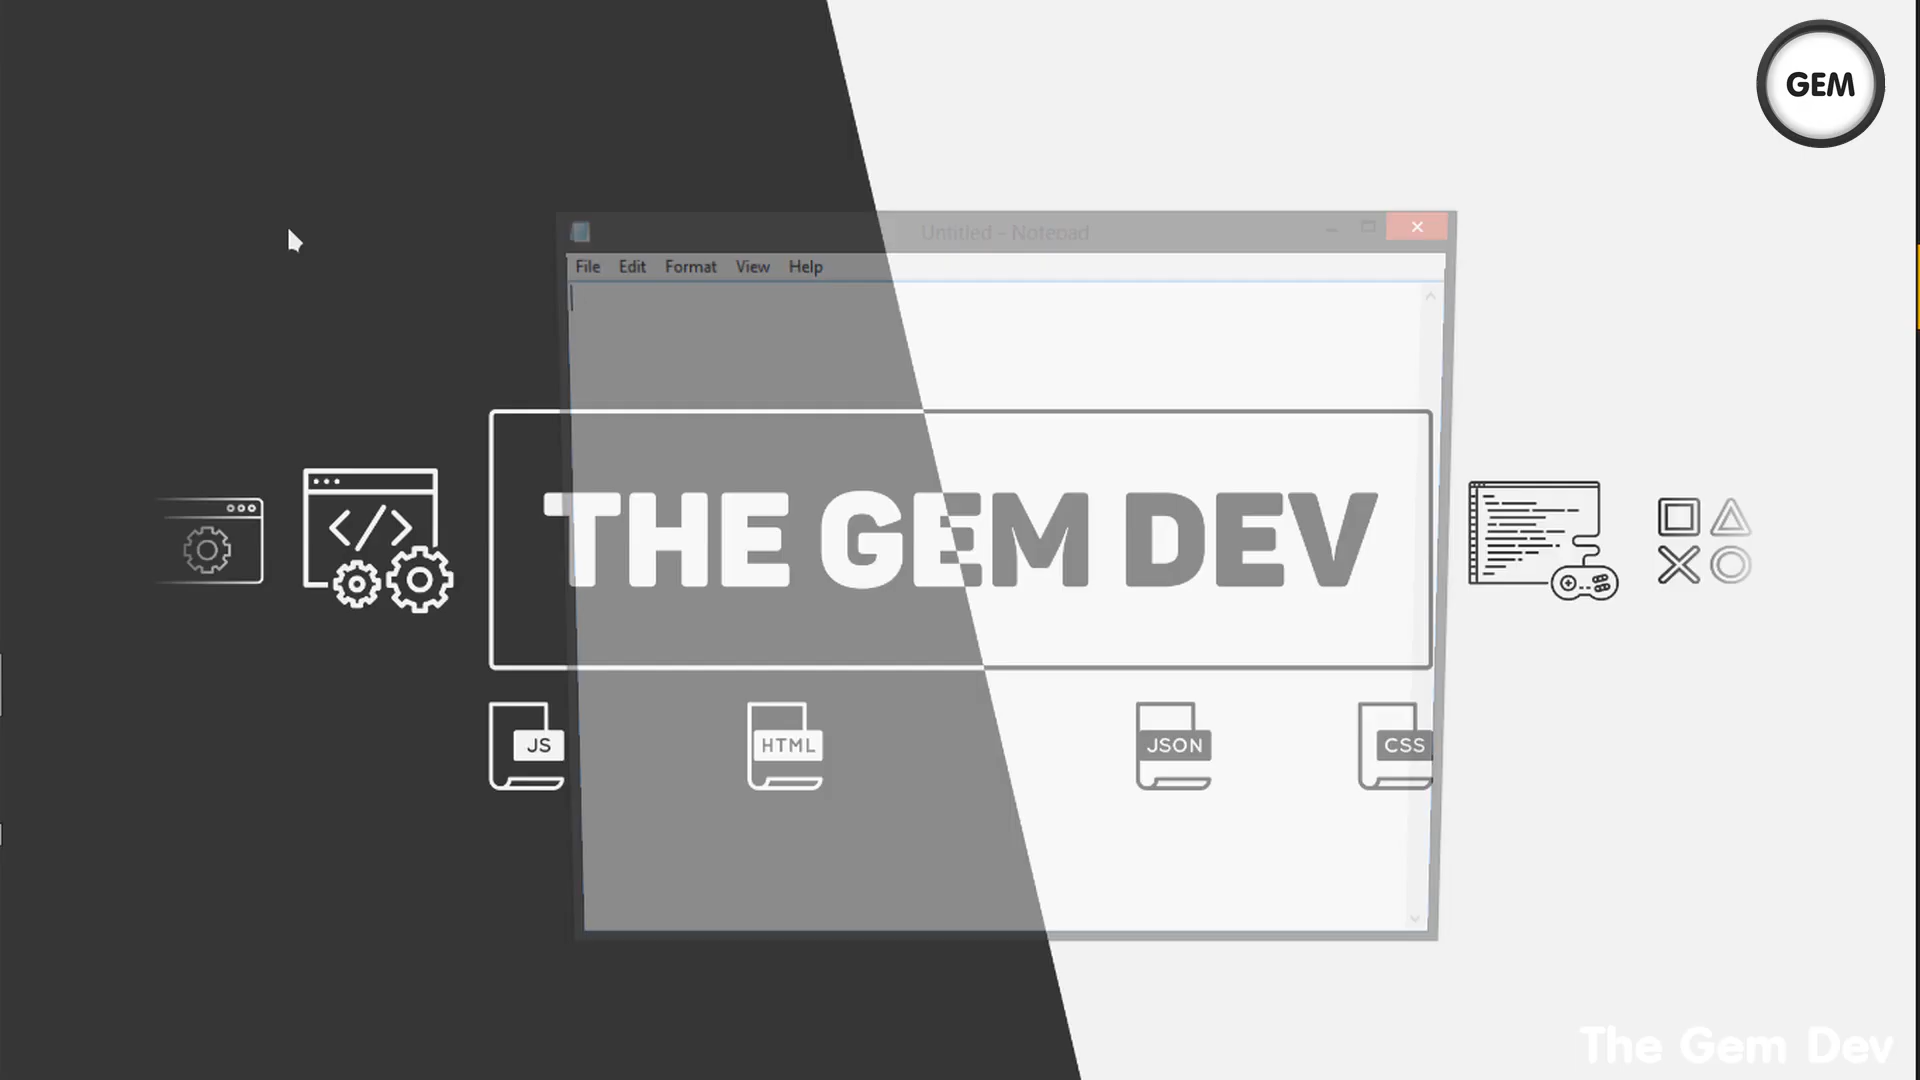 GEM
Untitled - Notepad
File Edit Format View Help
THE GEM DEV
JS HTML JSON CSS
The Gem Dev